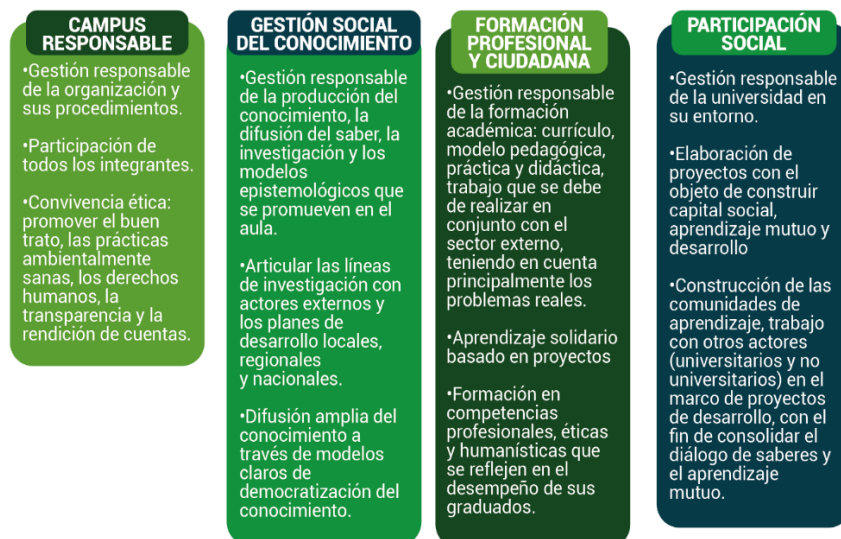 CAMPUS
RESPONSABLE
•Gestión responsable
de la organización y
sus procedimientos.
•Participación de
todos los integrantes.
•Convivencia ética:
promover el buen
trato, las prácticas
ambientalmente
sanas, los derechos
humanos, la
transparencia y la
rendición de cuentas.
GESTIÓN SOCIAL
DEL CONOCIMIENTO
•Gestión responsable
de la producción del
conocimiento, la
difusión del saber, la
investigación y los
modelos
epistemológicos que
se promueven en el
aula.
•Articular las líneas
de investigación con
actores externos y
los planes de
desarrollo locales,
regionales
y nacionales.
•Difusión amplia del
conocimiento a
través de modelos
claros de
democratización del
conocimiento.
FORMACIÓN
PROFESIONAL
Y CIUDADANA
•Gestión responsable
de la formación
académica: currículo,
modelo pedagógica,
práctica y didáctica,
trabajo que se debe
de realizar en
conjunto con el
sector externo,
teniendo en cuenta
principalmente los
problemas reales.
•Aprendizaje solidario
basado en proyectos
•Formación en
competencias
profesionales, éticas
y humanísticas que
se reflejen en el
desempeño de sus
graduados.
PARTICIPACIÓN
SOCIAL
•Gestión responsable
de la universidad en
su entorno.
•Elaboración de
proyectos con el
objeto de construir
capital social,
aprendizaje mutuo y
desarrollo
•Construcción de las
comunidades de
aprendizaje, trabajo
con otros actores
(universitarios y no
universitarios) en el
marco de proyectos
de desarrollo, con el
fin de consolidar el
diálogo de saberes y
el aprendizaje
mutuo.